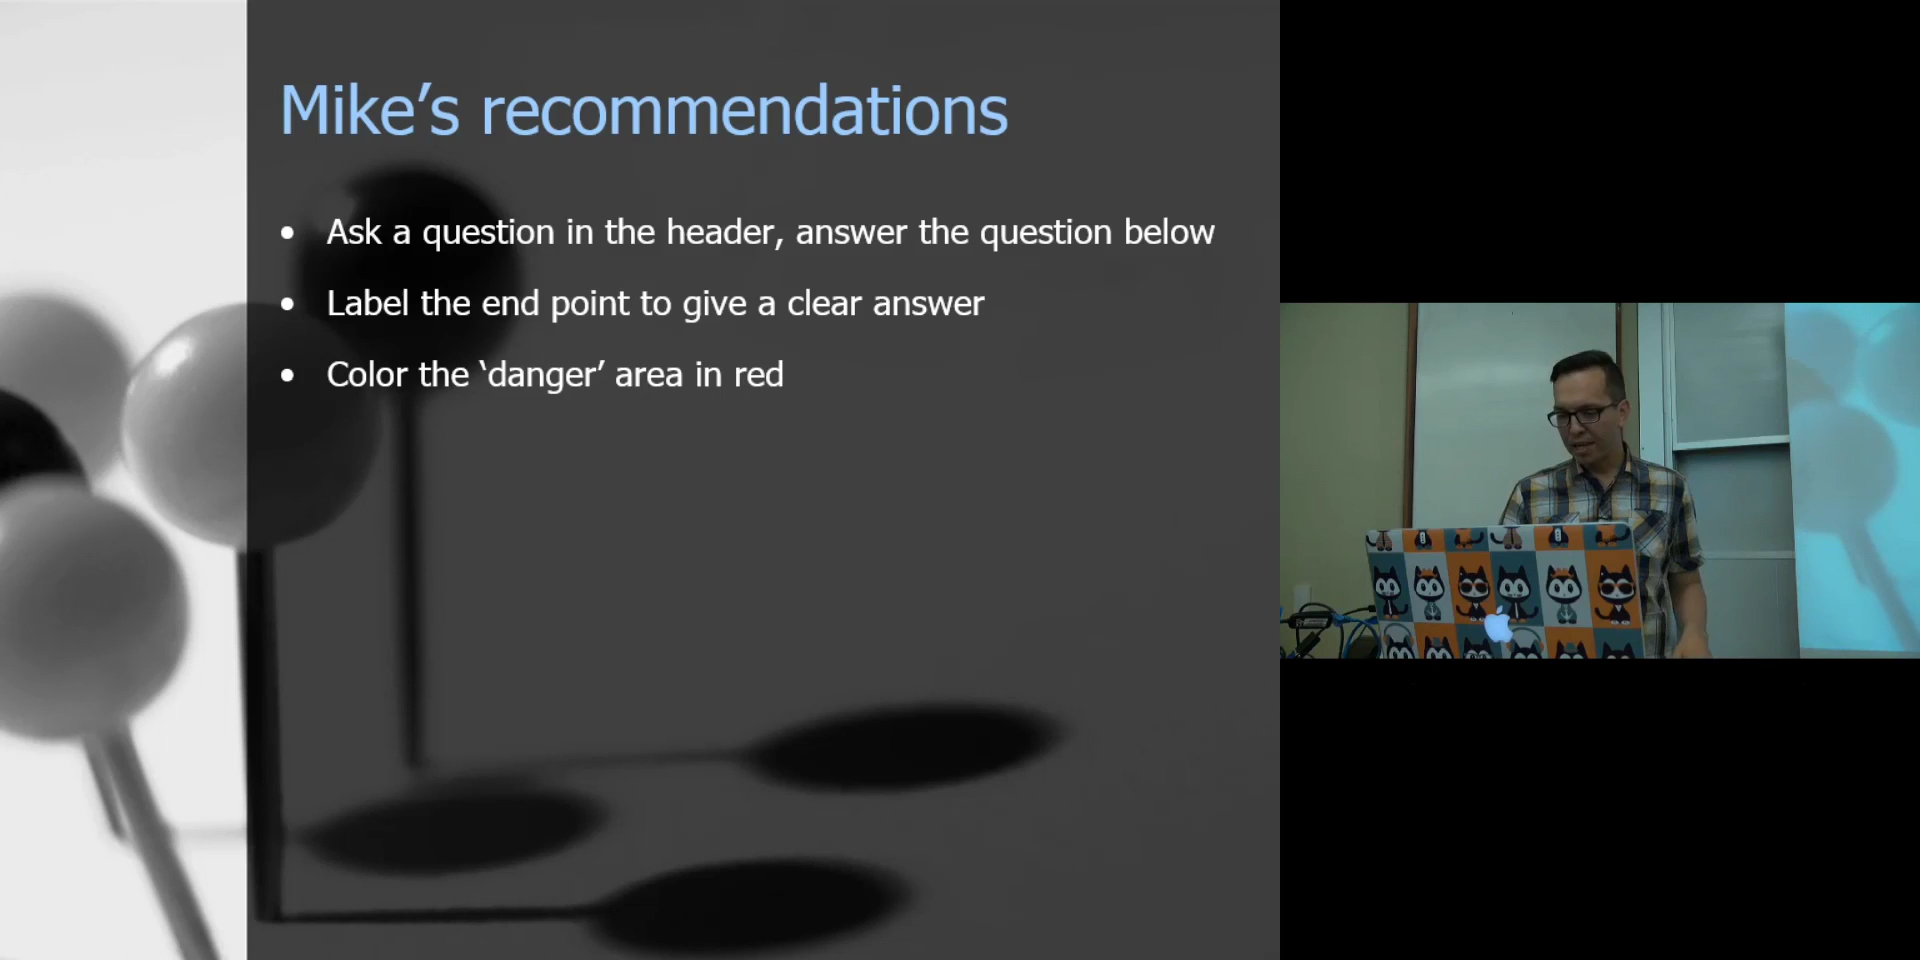 Mike’s recommendations
• Ask a question in the header, answer the question below
• Label the end point to give a clear answer
• Color the ‘danger’ area in red